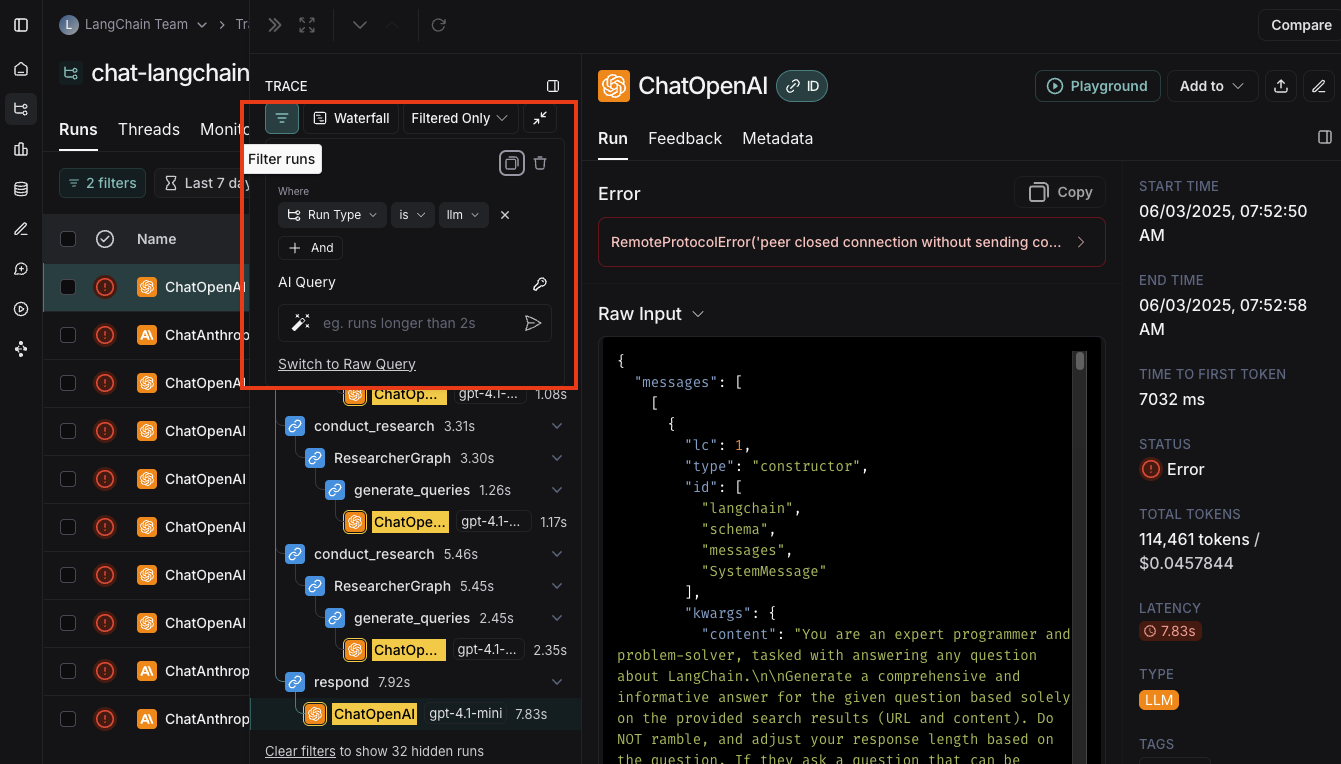 L LangChain Team
Tr
chat-langchain
Runs Threads Monito
2 filters
Last 7 day
Name
ChatOpenAI
ChatAnthrop
ChatOpenAI
ChatOpenAI
ChatOpenAI
ChatOpenAI
ChatOpenAI
ChatOpenAI
ChatAnthrop
ChatAnthrop
TRACE
Waterfall
Filtered Only
Filter runs
Where
Run Type
is
llm
And
AI Query
eg. runs longer than 2s
Switch to Raw Query
ChatOp... gpt-4.1-... 1.08s
conduct_research 3.31s
ResearcherGraph 3.30s
generate_queries 1.26s
ChatOpe... gpt-4.1-... 1.17s
conduct_research 5.46s
ResearcherGraph 5.45s
generate_queries 2.45s
ChatOp... gpt-4.1-... 2.35s
respond 7.92s
ChatOpenAI gpt-4.1-mini 7.83s
Clear filters to show 32 hidden runs
Compare
ChatOpenAI
ID
Playground
Add to
Run Feedback Metadata
Error
Copy
RemoteProtocolError('peer closed connection without sending co...
Raw Input
{
"messages": [
[
{
"lc": 1,
"type": "constructor",
"id": [
"langchain",
"schema",
"messages",
"SystemMessage"
],
"kwargs": {
"content": "You are an expert programmer and
problem-solver, tasked with answering any question
about LangChain.\n\nGenerate a comprehensive and
informative answer for the given question based solely
on the provided search results (URL and content). Do
NOT ramble, and adjust your response length based on
the question. If they ask a question that can be
START TIME
06/03/2025, 07:52:50
AM
END TIME
06/03/2025, 07:52:58
AM
TIME TO FIRST TOKEN
7032 ms
STATUS
Error
TOTAL TOKENS
114,461 tokens /
$0.0457844
LATENCY
7.83s
TYPE
LLM
TAGS